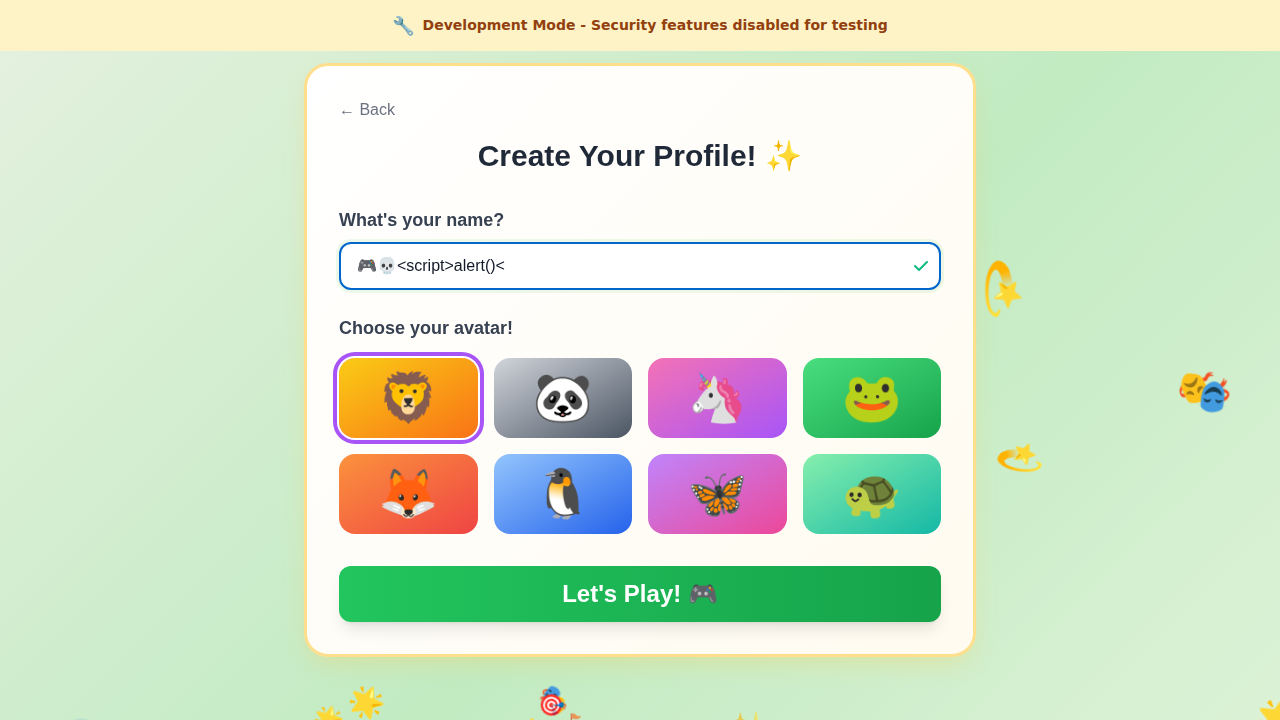 🔧 Development Mode - Security features disabled for testing
← Back
Create Your Profile! ✨
What's your name?
🎮💀<script>alert()<
Choose your avatar!
Let's Play! 🎮